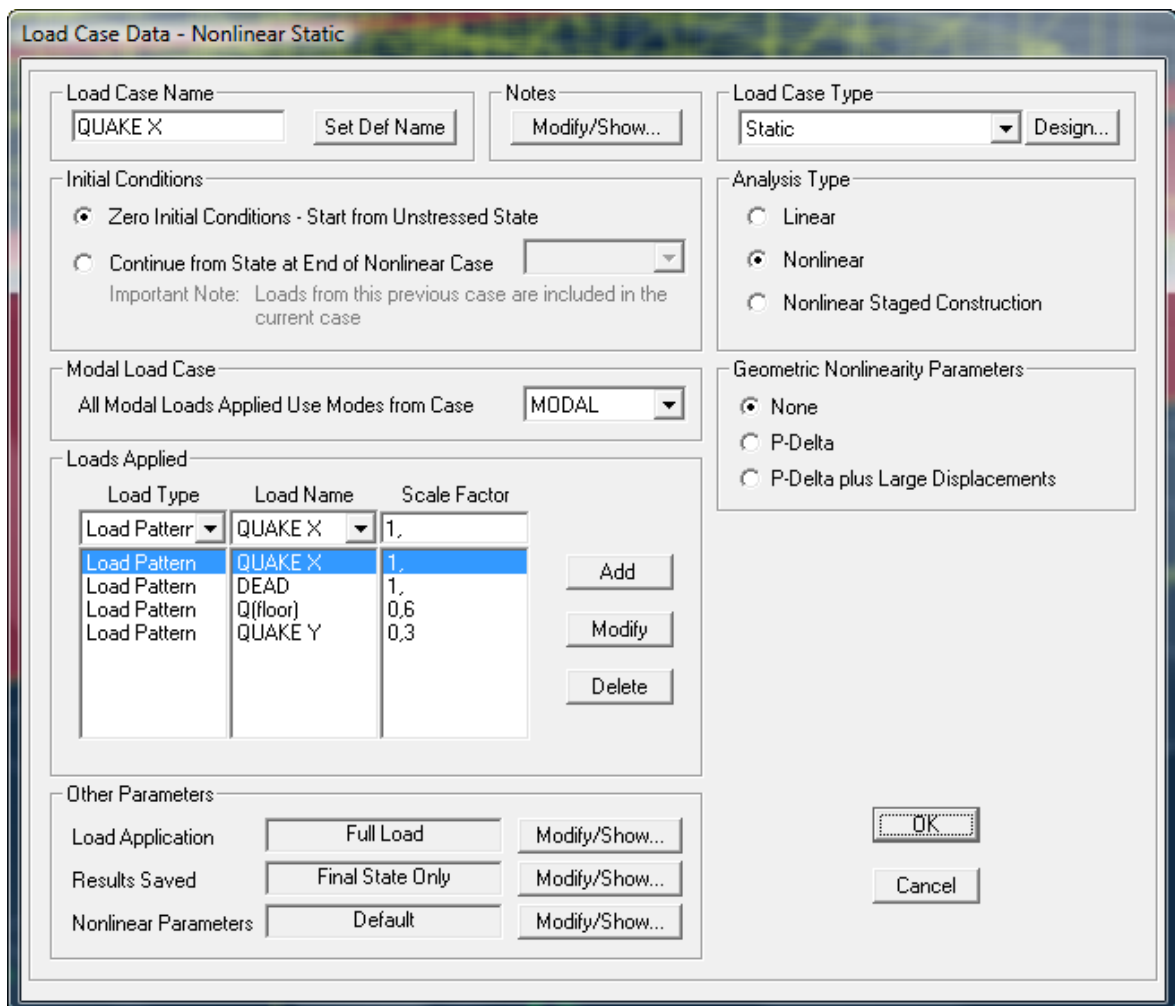 Load Case Data - Nonlinear Static
Load Case Name
QUAKE X
Set Def Name
Notes
Modify/Show...
Load Case Type
Static
Design...
Initial Conditions
Zero Initial Conditions - Start from Unstressed State
Continue from State at End of Nonlinear Case
Important Note: Loads from this previous case are included in the
current case
Analysis Type
Linear
Nonlinear
Nonlinear Staged Construction
Modal Load Case
All Modal Loads Applied Use Modes from Case MODAL
Geometric Nonlinearity Parameters
None
P-Delta
P-Delta plus Large Displacements
Loads Applied
Load Type Load Name Scale Factor
Load Pattern QUAKE X 1,
Load Pattern QUAKE X 1,
Load Pattern DEAD 1,
Load Pattern Q(floor) 0,6
Load Pattern QUAKE Y 0,3
Add
Modify
Delete
Other Parameters
Load Application Full Load Modify/Show...
Results Saved Final State Only Modify/Show...
Nonlinear Parameters Default Modify/Show...
OK
Cancel